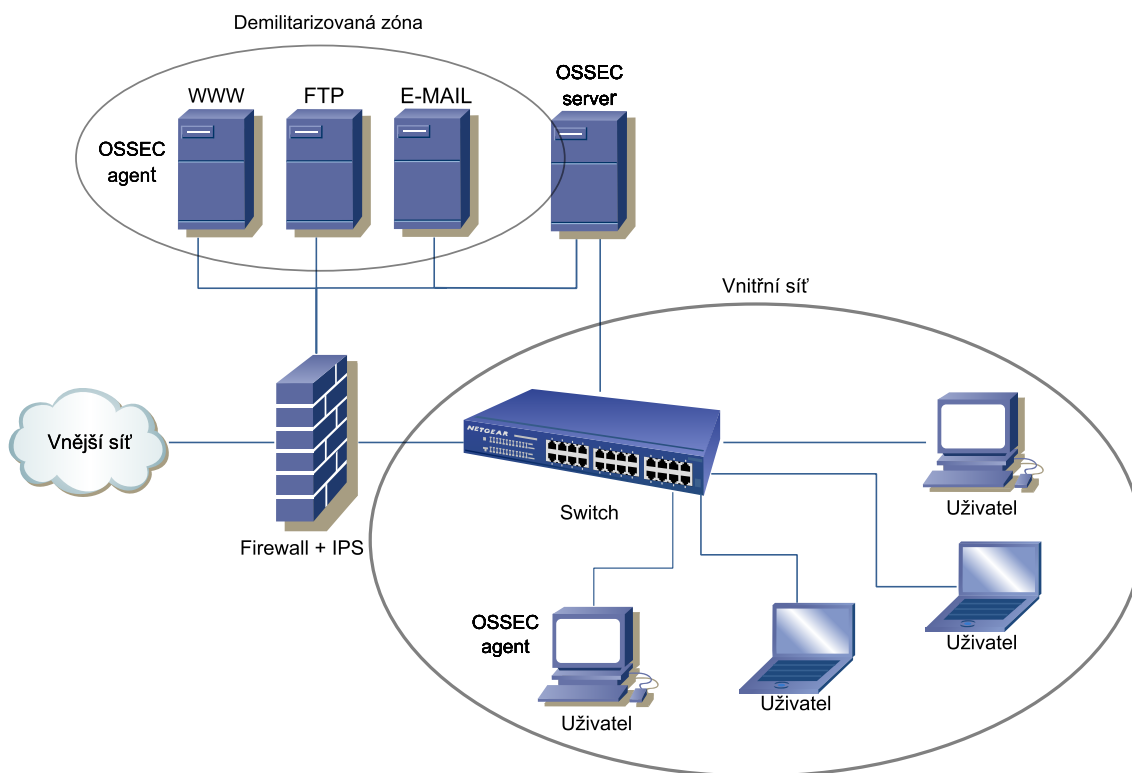 Demilitarizovaná zóna
WWW
FTP
E-MAIL
OSSEC
server
OSSEC
agent
Vnitřní síť
Vnější síť
NETGEAR
Switch
Firewall + IPS
Uživatel
Uživatel
OSSEC
agent
Uživatel
Uživatel